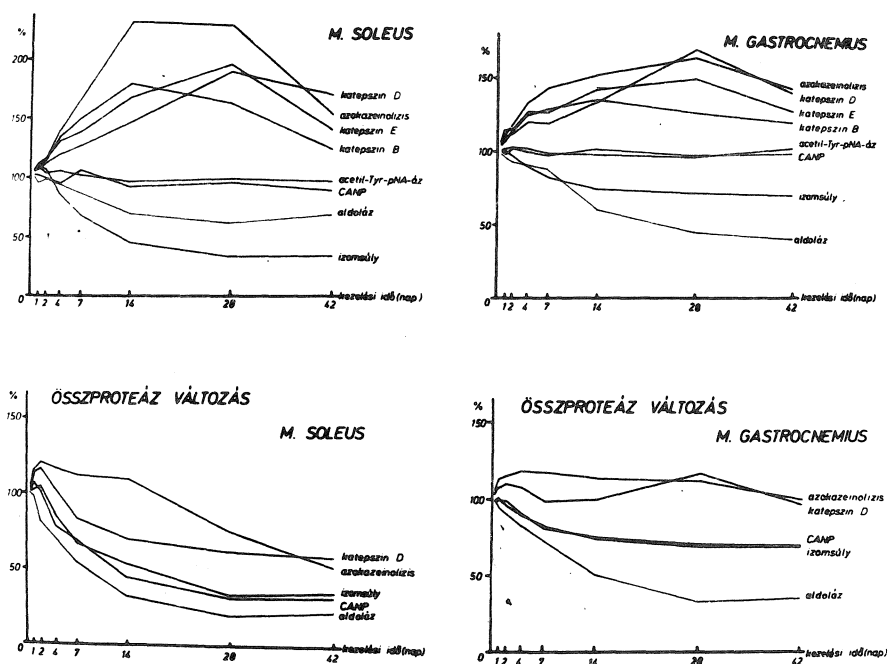 %
M. SOLEUS
200
150
100
50
0
katepszin D
azokazeinolízis
katepszin E
katepszin B
acetil-Tyr-pNA-áz
CANP
aldoláz
izomsúly
1 2 4 7 14 28 42 kezelési idő (nap)
%
M. GASTROCNEMIUS
150
100
50
0
azokazeinolízis
katepszin D
katepszin E
katepszin B
acetil-Tyr-pNA-áz
CANP
izomsúly
aldoláz
1 2 4 7 14 28 42 kezelési idő (nap)
ÖSSZPROTEÁZ VÁLTOZÁS
%
M. SOLEUS
150
100
50
0
katepszin D
azokazeinolízis
izomsúly
CANP
aldoláz
1 2 4 7 14 28 42 kezelési idő (nap)
ÖSSZPROTEÁZ VÁLTOZÁS
%
M. GASTROCNEMIUS
150
100
50
0
azokazeinolízis
katepszin D
CANP
izomsúly
aldoláz
1 2 4 7 14 28 42 kezelési idő (nap)